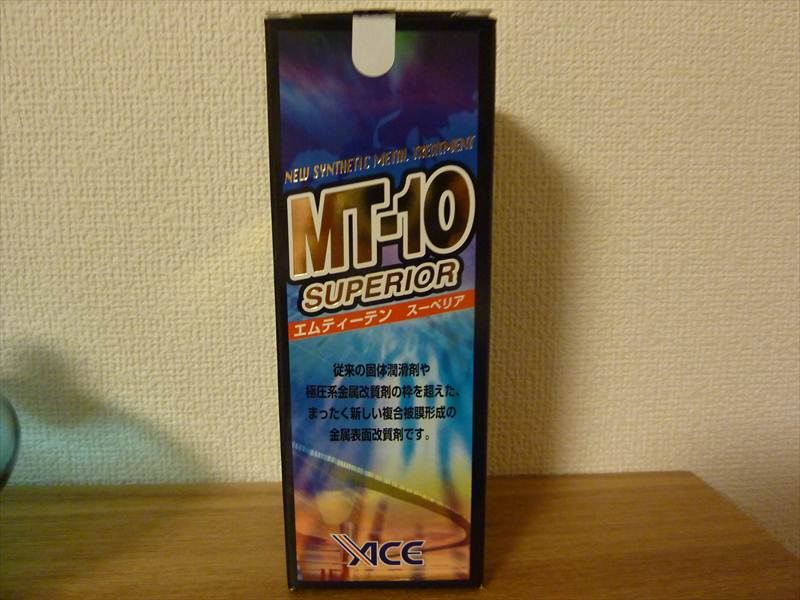 NEW SYNTHETIC METAL TREATMENT
MT-10
SUPERIOR
エムティーテン スーペリア
従来の固体潤滑剤や
極圧系金属改質剤の枠を超えた、
まったく新しい複合被膜形成の
金属表面改質剤です。
ACE